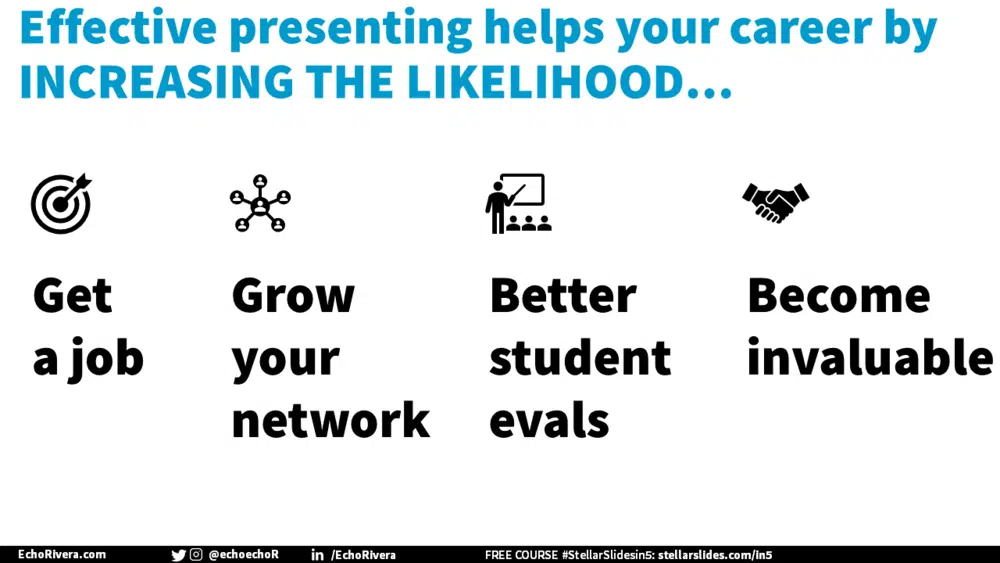 Effective presenting helps your career by
INCREASING THE LIKELIHOOD...
Get
a job
Grow
your
network
Better
student
evals
Become
invaluable
EchoRivera.com
@echoechoR
in /EchoRivera
FREE COURSE #StellarSlidesin5: stellarslides.com/in5